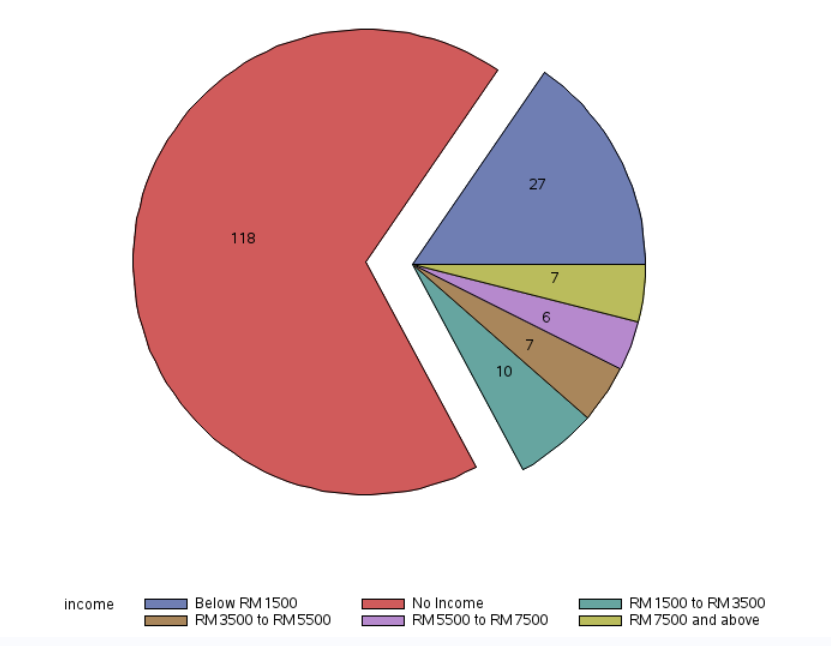 27
118
7
6
7
10
income
Below RM1500
No Income
RM1500 to RM3500
RM3500 to RM5500
RM5500 to RM7500
RM7500 and above